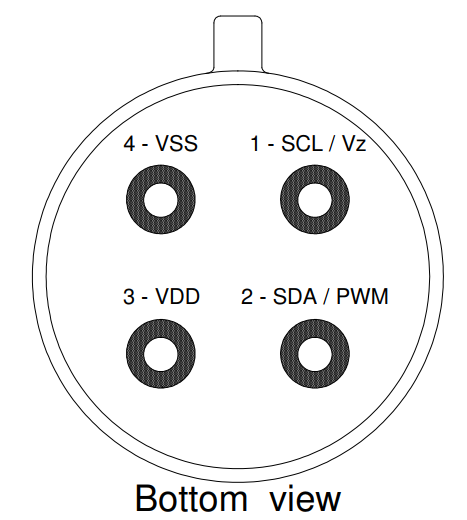 4 - VSS
1 - SCL / Vz
3 - VDD
2 - SDA / PWM
Bottom view